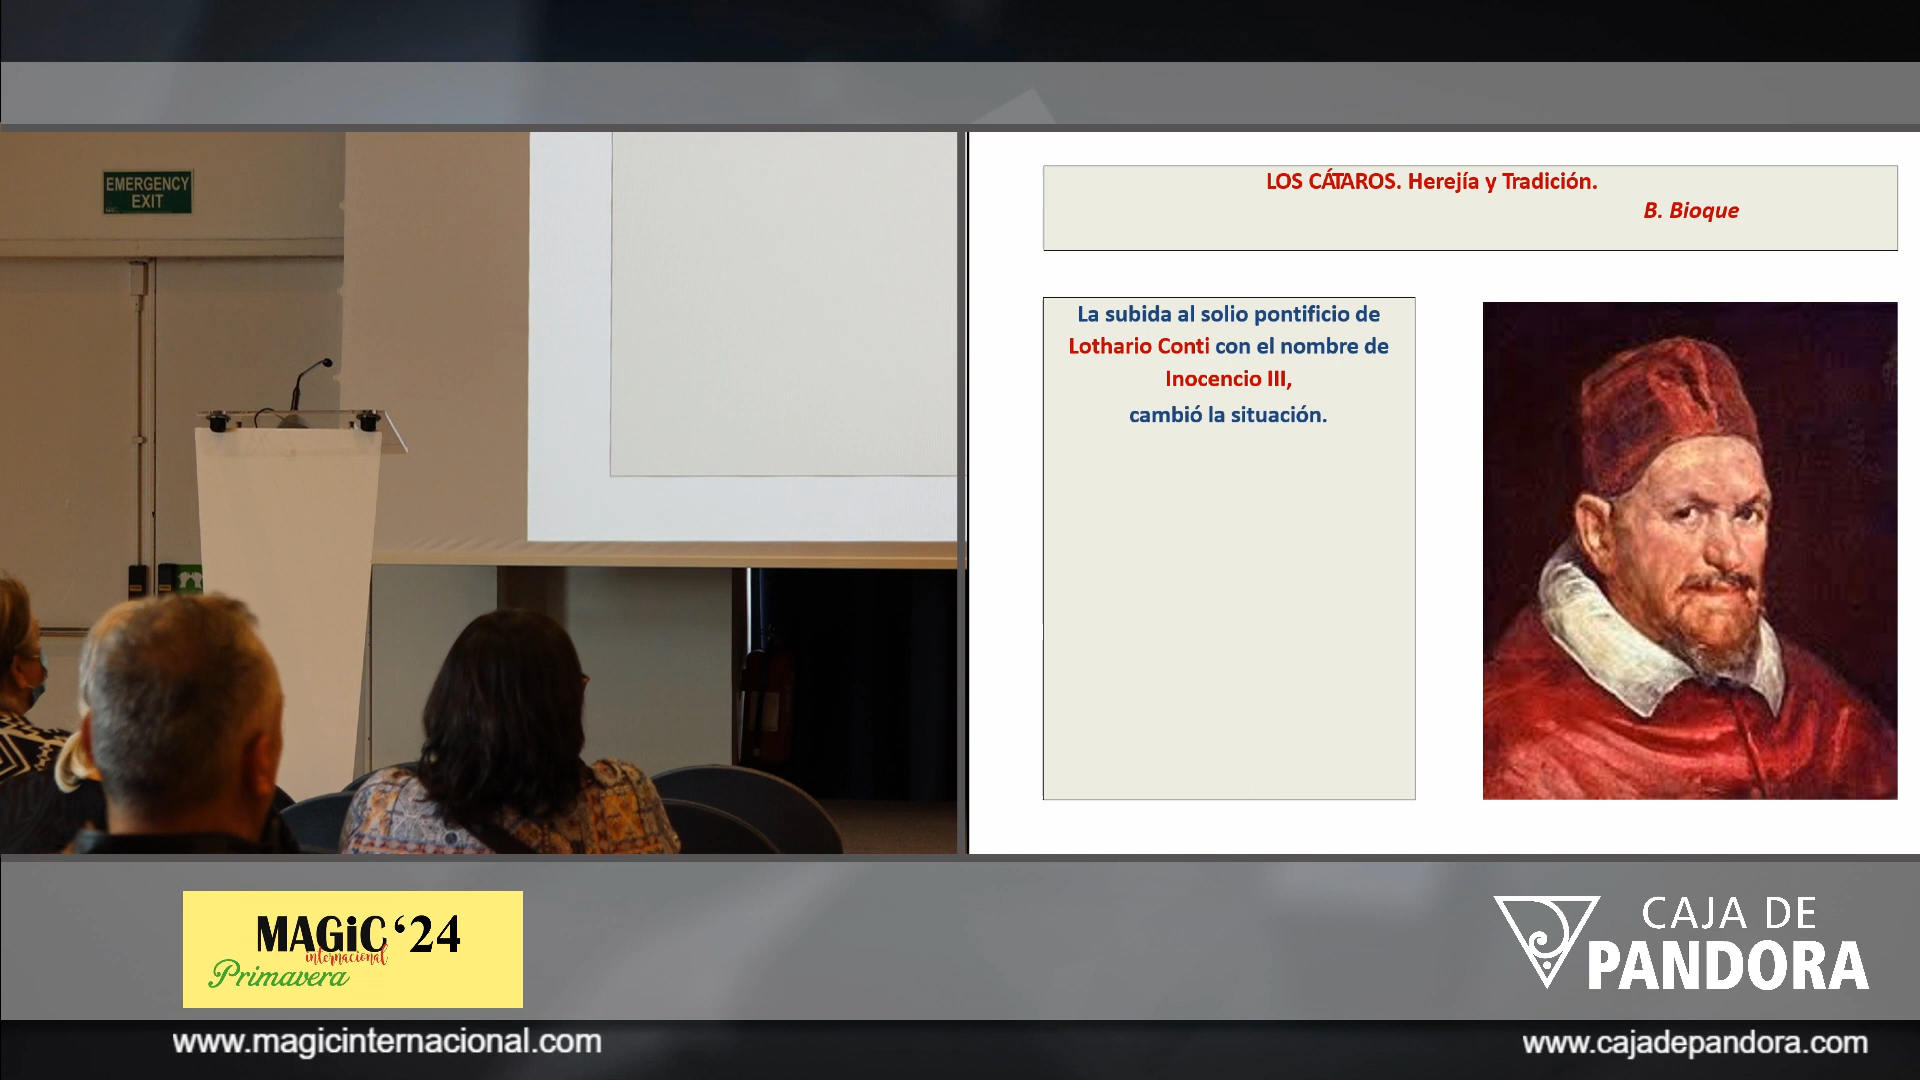 EMERGENCY
EXIT
LOS CÁTAROS. Herejía y Tradición.
B. Bioque
La subida al solio pontificio de
Lothario Conti con el nombre de
Inocencio III,
cambió la situación.
MAGiC ‘24
internacional
Primavera
CAJA DE
PANDORA
www.magicinternacional.com
www.cajadepandora.com